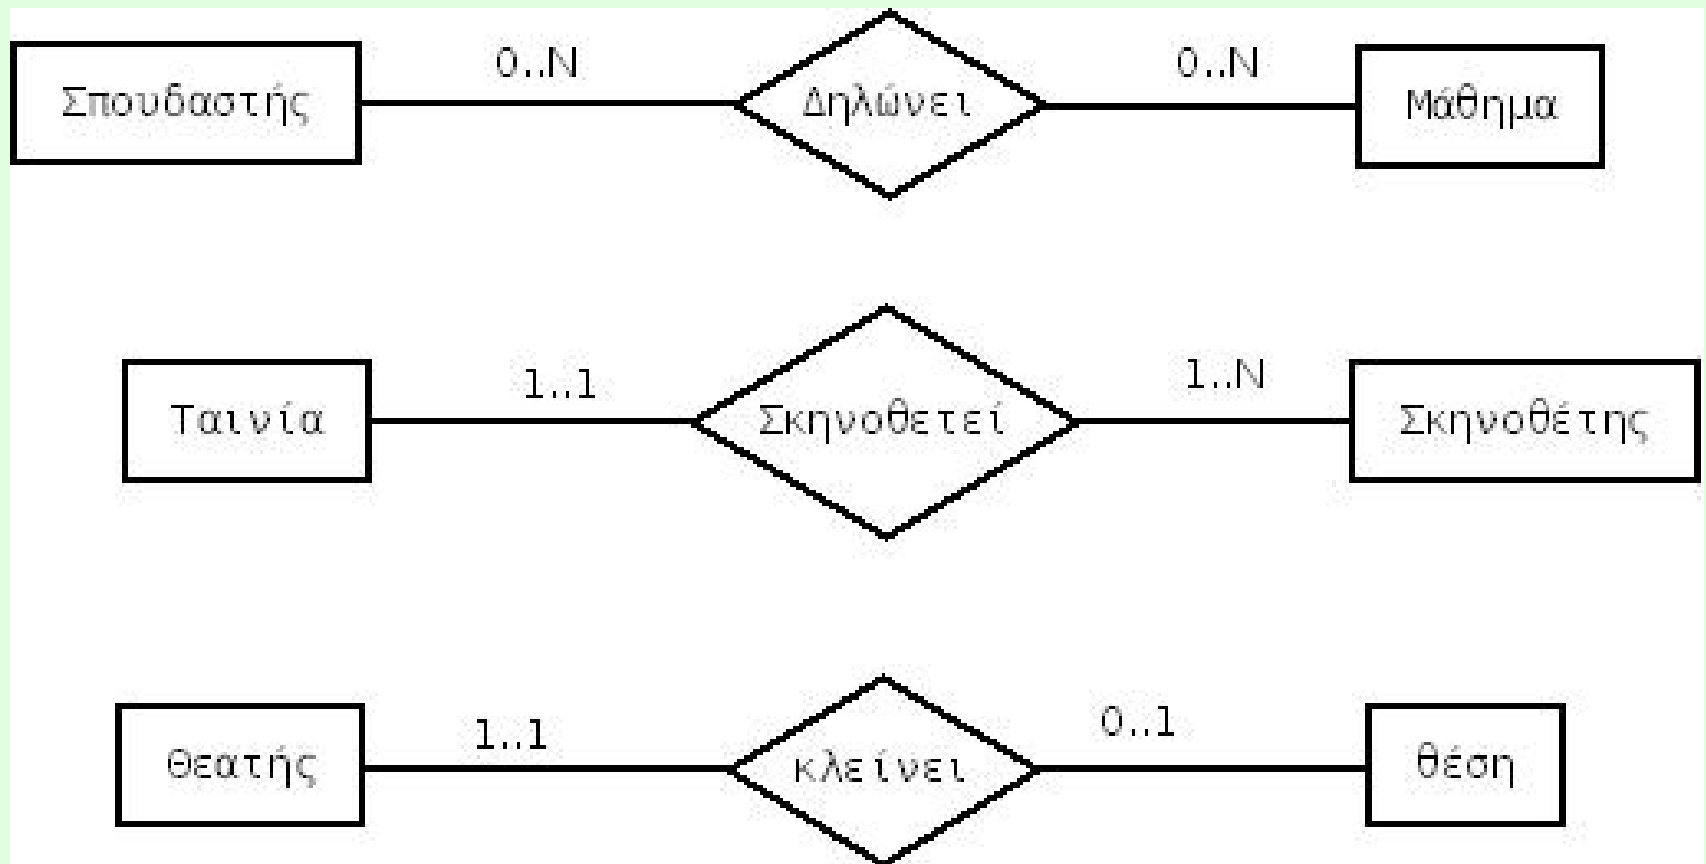 0..N 0..N
Σπουδαστής Δηλώνει Μάθημα
1..1 1..N
Ταινία Σκηνοθετεί Σκηνοθέτης
1..1 0..1
Θεατής κλείνει θέση